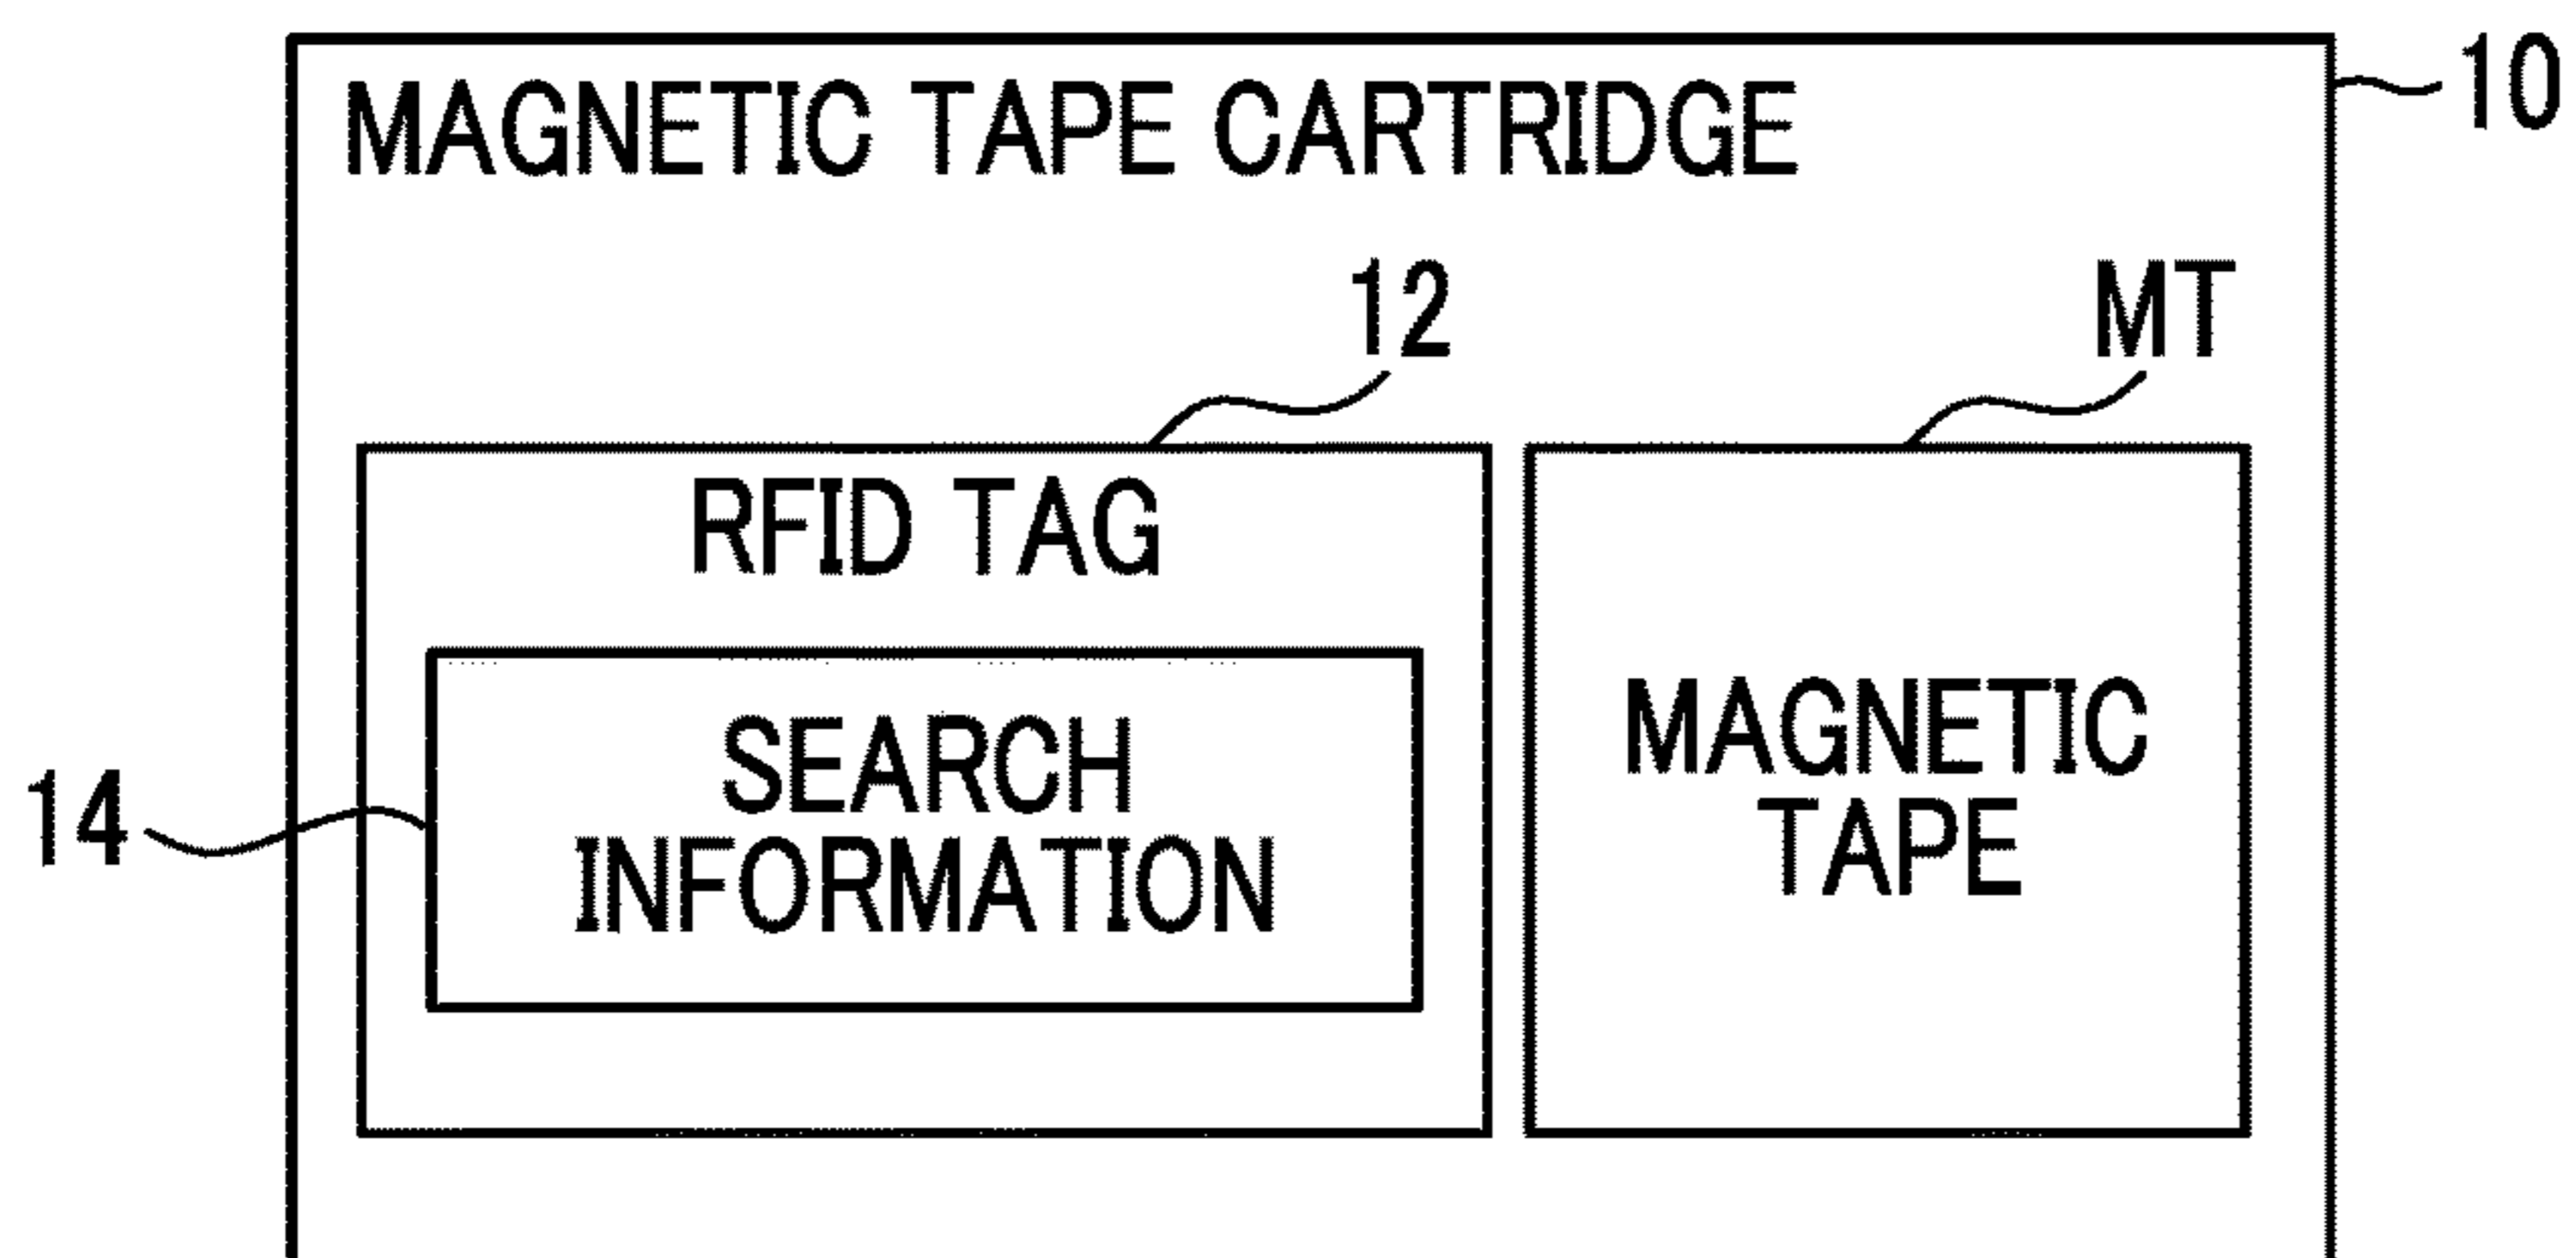 10
MAGNETIC TAPE CARTRIDGE
12
MT
RFID TAG
14
SEARCH
INFORMATION
MAGNETIC
TAPE